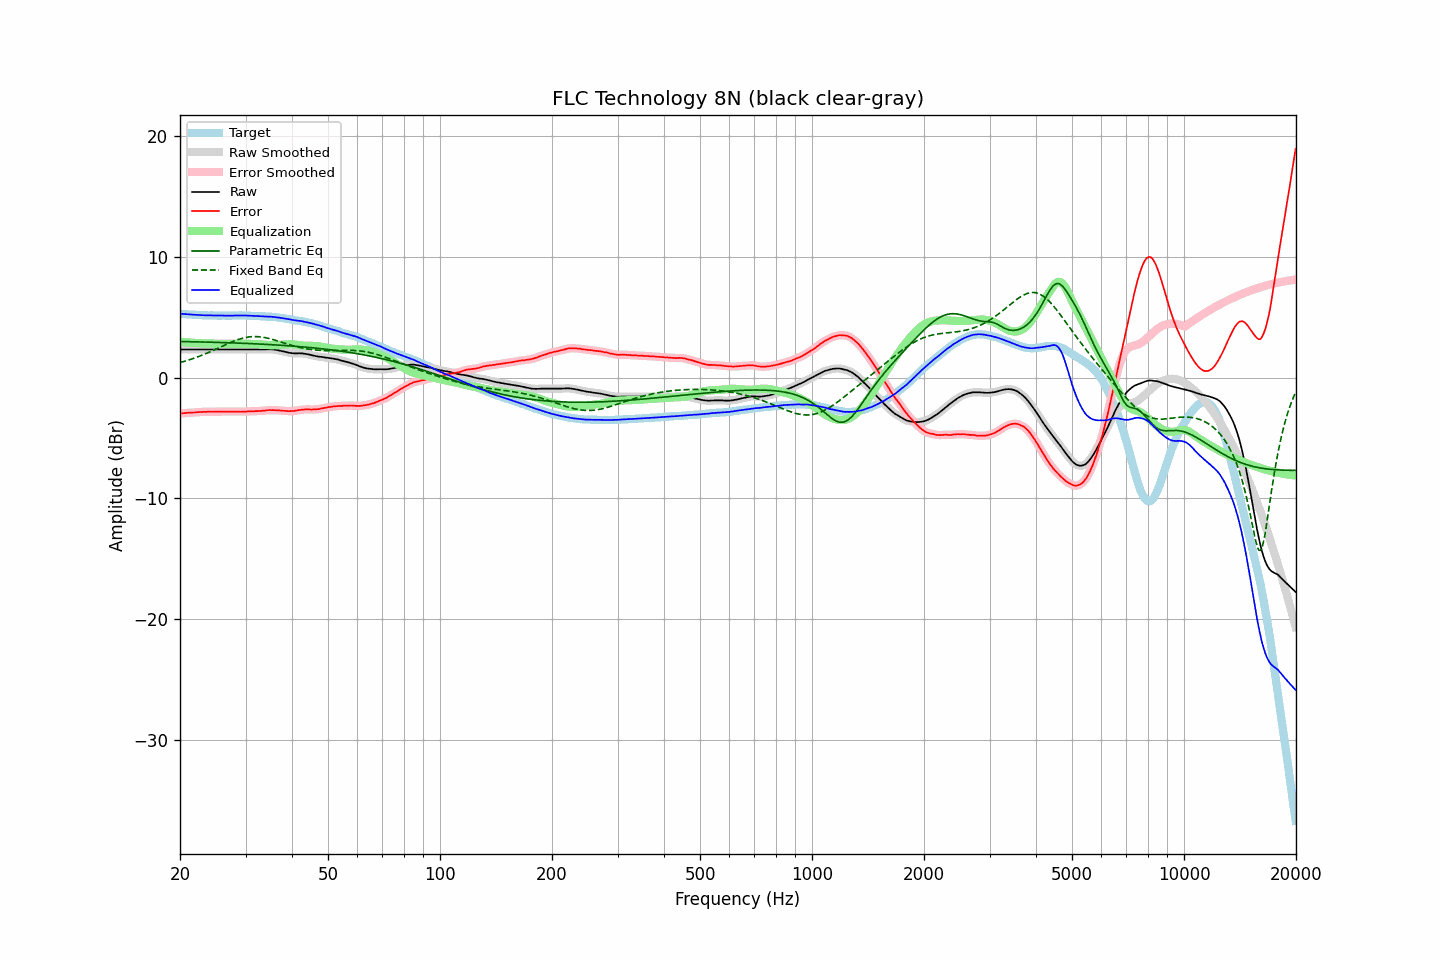 FLC Technology 8N (black clear-gray)
Target
Raw Smoothed
Error Smoothed
Raw
Error
Equalization
Parametric Eq
Fixed Band Eq
Equalized
20
10
0
−10
−20
−30
Amplitude (dBr)
20 50 100 200 500 1000 2000 5000 10000 20000
Frequency (Hz)